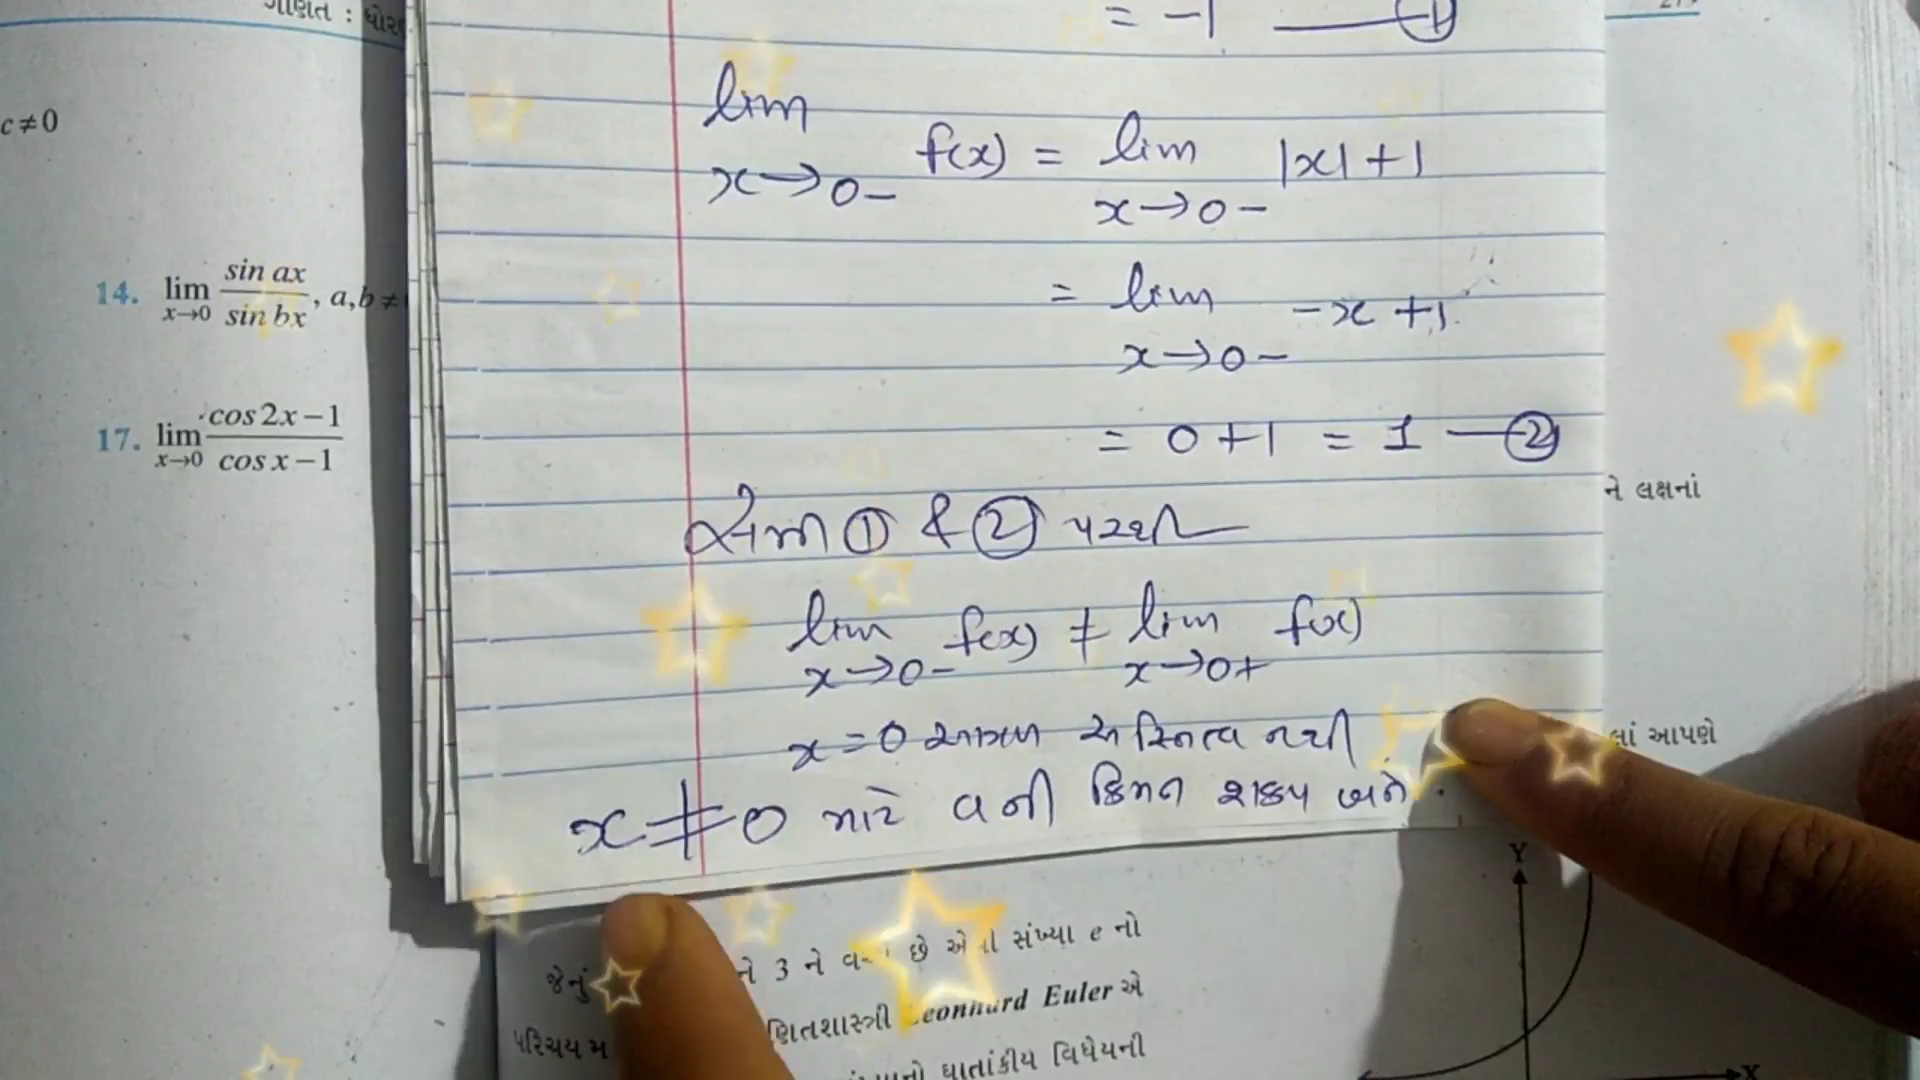 c≠0
14. lim x→0 sin ax / sin bx , a,b ≠
17. lim x→0 cos 2x – 1 / cos x – 1
= -1 —— ①
lim x→0- f(x) = lim x→0- |x|+1
= lim x→0- -x +1
= 0+1 = 1 — ②
① & ② પરથી
lim x→0- f(x) ≠ lim x→0+ f(x)
x=0 આગળ અસ્તિત્વ નથી
x≠0 માટે a ની કિંમત શક્ય બને.
ને લક્ષનાં
લાં આપણે
જેનું
ને 3 ને
છે
સંખ્યા e નો
પરિચય
Euler એ
ઘાતાંકીય વિધેયની
Y
X